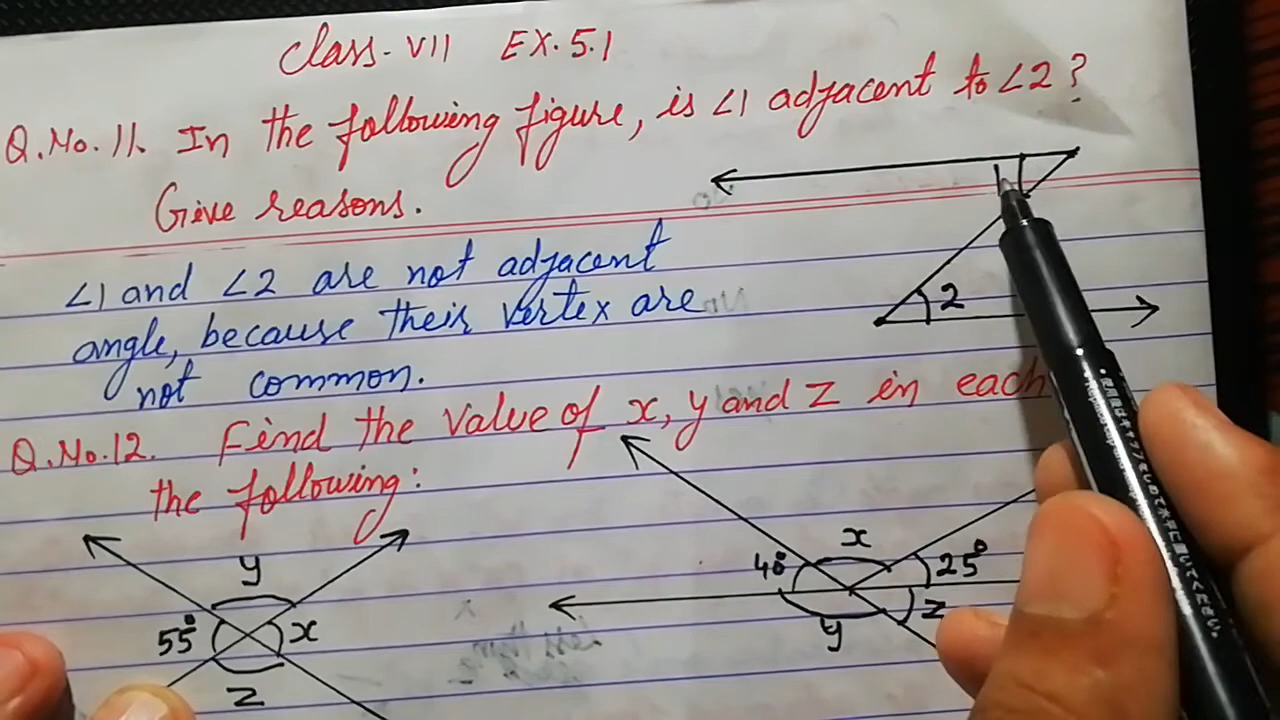 Class-VII EX.5.1
Q.No.11. In the following figure, is ∠1 adjacent to ∠2?
Give reasons.
∠1 and ∠2 are not adjacent
angle, because their vertex are
not common.
1
2
Q.No.12. Find the value of x, y and z in each
the following:
y
55°
x
z
x
40°
25°
z
y